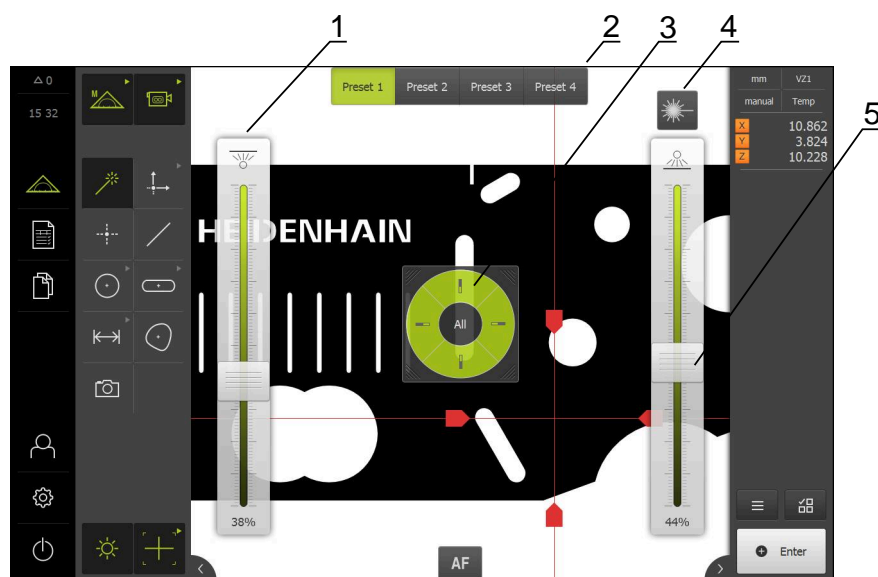 1
2
3
4
△ 0
15 32
M
Preset 1 Preset 2 Preset 3 Preset 4
mm VZ1
manual Temp
X 10.862
Y 3.824
Z 10.228
5
HEIDENHAIN
All
38%
44%
AF
Enter